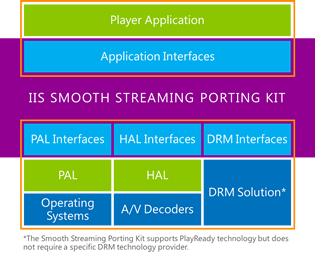 Player Application
Application Interfaces
IIS SMOOTH STREAMING PORTING KIT
PAL Interfaces
HAL Interfaces
DRM Interfaces
PAL
HAL
DRM Solution*
Operating
Systems
A/V Decoders
*The Smooth Streaming Porting Kit supports PlayReady technology but does
not require a specific DRM technology provider.